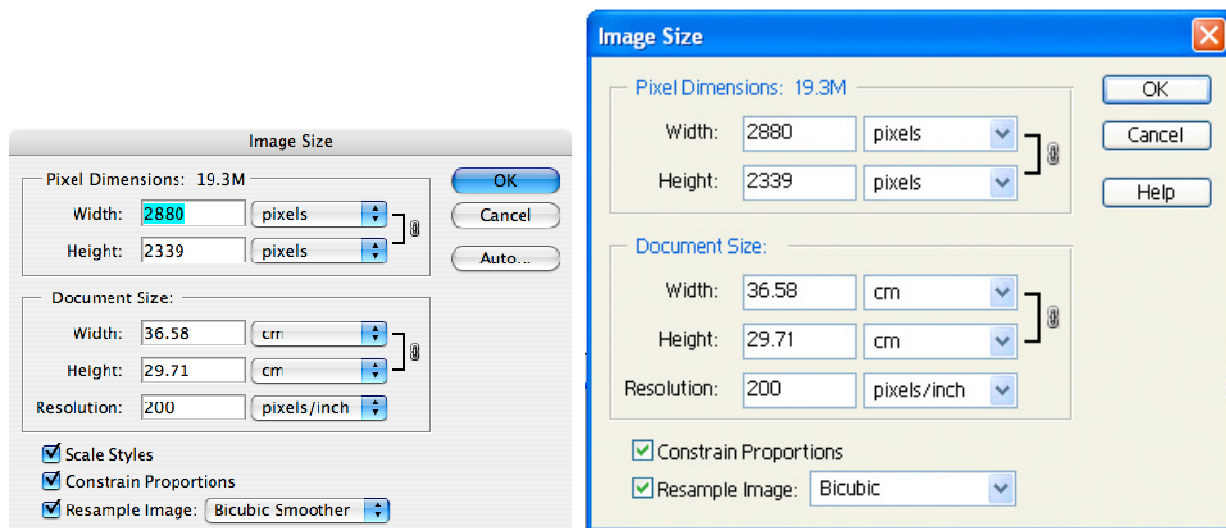 Image Size
Pixel Dimensions: 19.3M
Width: 2880 pixels
Height: 2339 pixels
Document Size:
Width: 36.58 cm
Height: 29.71 cm
Resolution: 200 pixels/inch
Scale Styles
Constrain Proportions
Resample Image: Bicubic Smoother
OK
Cancel
Auto...
Image Size
Pixel Dimensions: 19.3M
Width: 2880 pixels
Height: 2339 pixels
Document Size:
Width: 36.58 cm
Height: 29.71 cm
Resolution: 200 pixels/inch
Constrain Proportions
Resample Image: Bicubic
OK
Cancel
Help